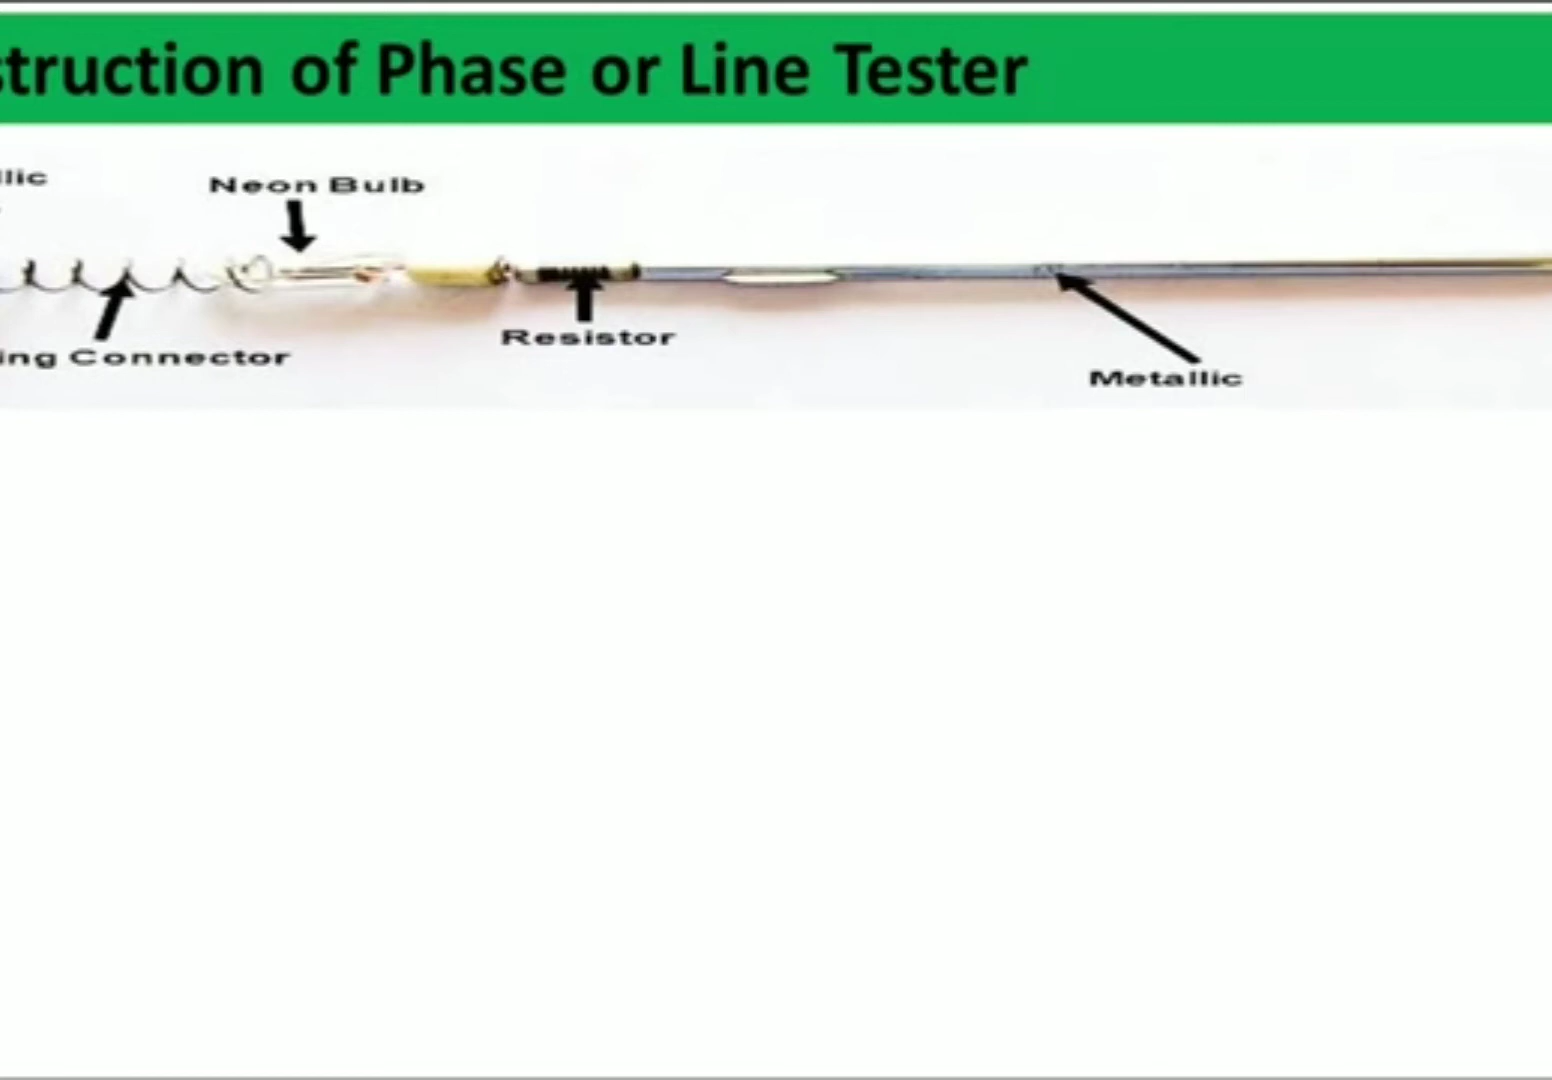 struction of Phase or Line Tester
llic
Neon Bulb
ing Connector
Resistor
Metallic